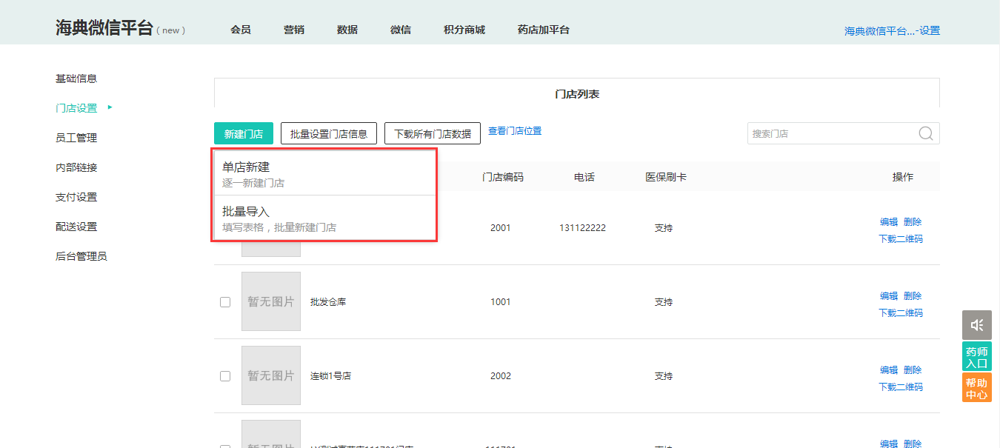 海典微信平台 ( new ) 会员 营销 数据 微信 积分商城 药店加平台 海典微信平台...-设置
基础信息
门店设置
员工管理
内部链接
支付设置
配送设置
后台管理员
门店列表
新建门店 批量设置门店信息 下载所有门店数据 查看门店位置 搜索门店
单店新建
逐一新建门店
批量导入
填写表格，批量新建门店
门店编码 电话 医保刷卡 操作
2001 131122222 支持 编辑 删除
下载二维码
暂无图片 批发仓库 1001 支持 编辑 删除
下载二维码
暂无图片 连锁1号店 2002 支持 编辑 删除
下载二维码
暂无图片 支持 编辑 删除
药师
入口
帮助
中心